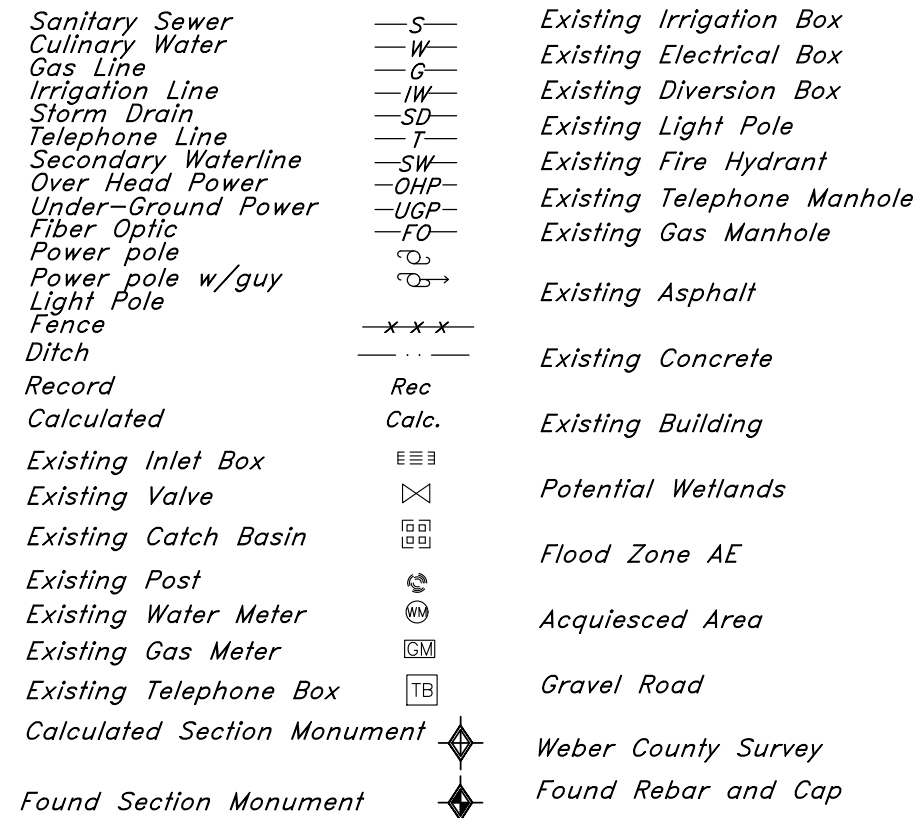 Sanitary Sewer —S—
Culinary Water —W—
Gas Line —G—
Irrigation Line —IW—
Storm Drain —SD—
Telephone Line —T—
Secondary Waterline —SW—
Over Head Power —OHP—
Under-Ground Power —UGP—
Fiber Optic —FO—
Power pole
Power pole w/guy
Light Pole
Fence x x x
Ditch
Record Rec
Calculated Calc.
Existing Inlet Box
Existing Valve
Existing Catch Basin
Existing Post
Existing Water Meter WM
Existing Gas Meter GM
Existing Telephone Box TB
Calculated Section Monument
Found Section Monument
Existing Irrigation Box
Existing Electrical Box
Existing Diversion Box
Existing Light Pole
Existing Fire Hydrant
Existing Telephone Manhole
Existing Gas Manhole
Existing Asphalt
Existing Concrete
Existing Building
Potential Wetlands
Flood Zone AE
Acquiesced Area
Gravel Road
Weber County Survey
Found Rebar and Cap